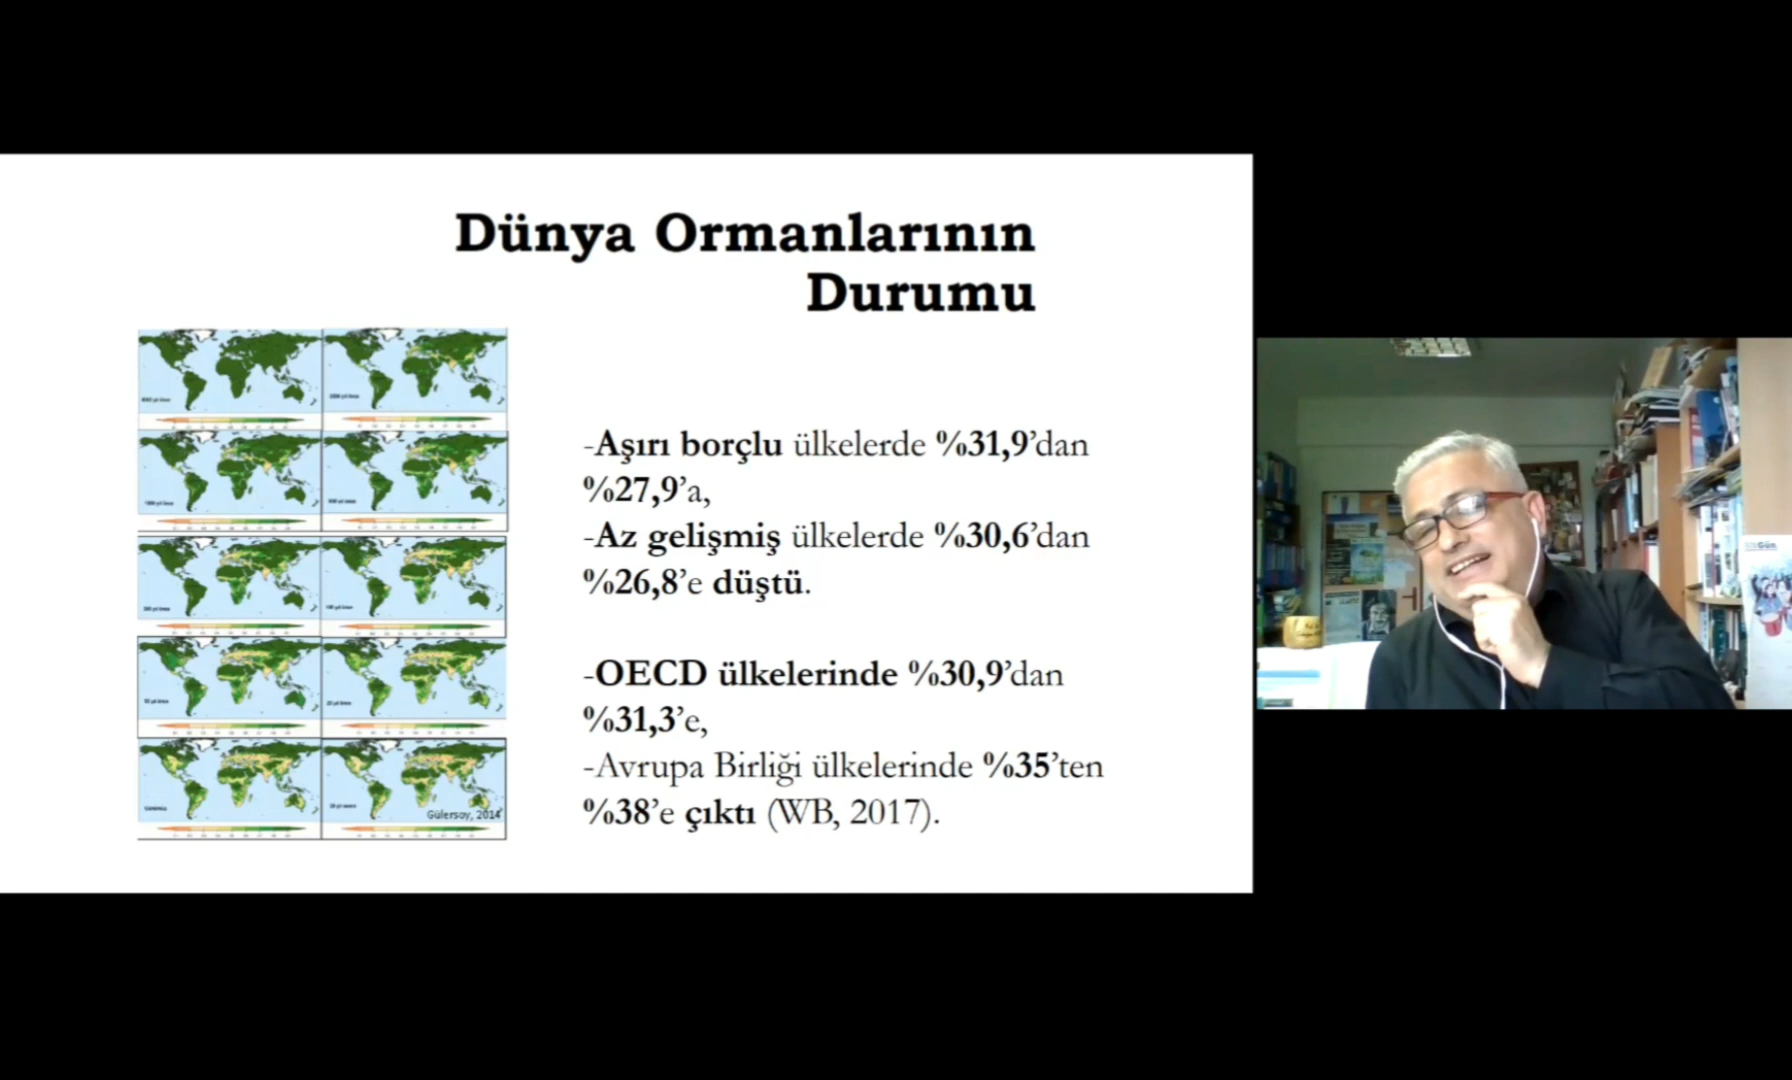 Dünya Ormanlarının
Durumu
-Aşırı borçlu ülkelerde %31,9’dan
%27,9’a,
-Az gelişmiş ülkelerde %30,6’dan
%26,8’e düştü.
-OECD ülkelerinde %30,9’dan
%31,3’e,
-Avrupa Birliği ülkelerinde %35’ten
%38’e çıktı (WB, 2017).
Gülersoy, 2014